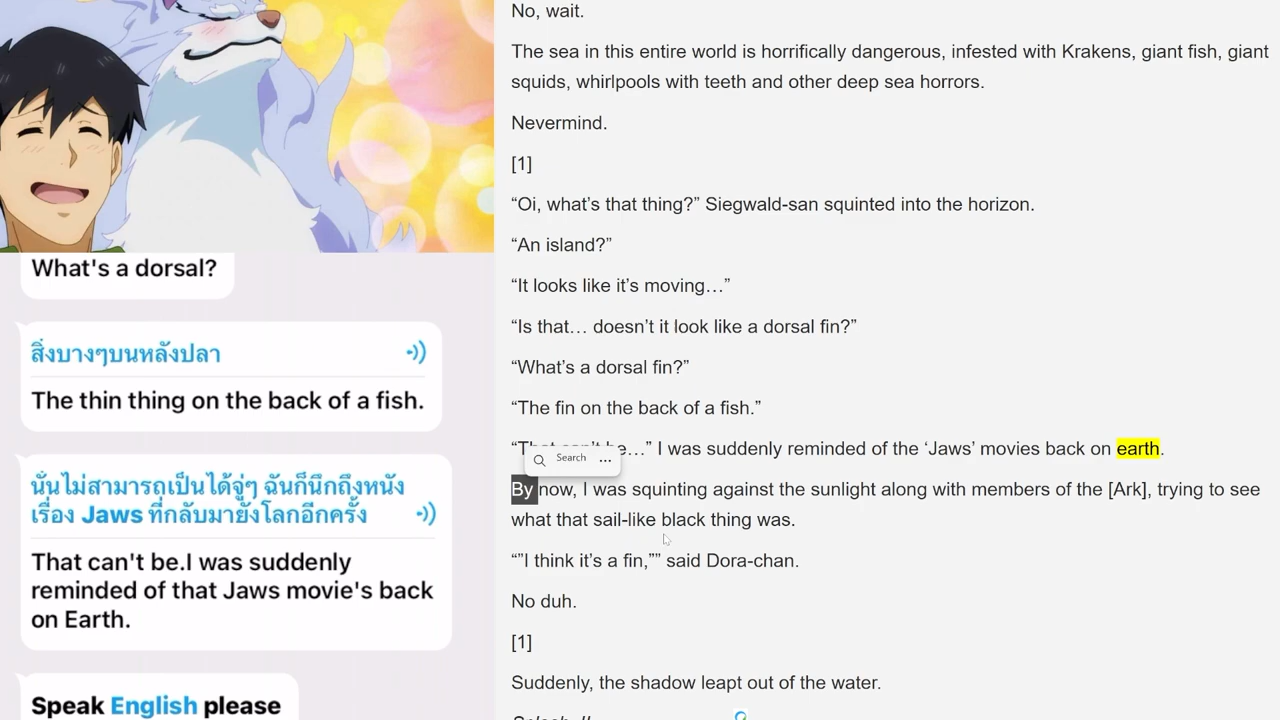 What's a dorsal?
สิ่งบางๆบนหลังปลา
The thin thing on the back of a fish.
นั่นไม่สามารถเป็นได้จู่ๆ ฉันก็นึกถึงหนัง
เรื่อง Jaws ที่กลับมายังโลกอีกครั้ง
That can't be.I was suddenly
reminded of that Jaws movie's back
on Earth.
Speak English please
No, wait.
The sea in this entire world is horrifically dangerous, infested with Krakens, giant fish, giant
squids, whirlpools with teeth and other deep sea horrors.
Nevermind.
[1]
“Oi, what’s that thing?” Siegwald-san squinted into the horizon.
“An island?”
“It looks like it’s moving…”
“Is that… doesn’t it look like a dorsal fin?”
“What’s a dorsal fin?”
“The fin on the back of a fish.”
I was suddenly reminded of the ‘Jaws’ movies back on earth.
Search ...
By now, I was squinting against the sunlight along with members of the [Ark], trying to see
what that sail-like black thing was.
“”I think it’s a fin,”” said Dora-chan.
No duh.
[1]
Suddenly, the shadow leapt out of the water.